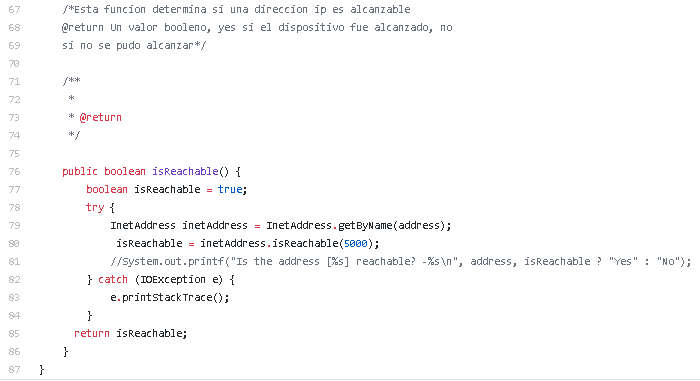 67 /*Esta funcion determina si una direccion ip es alcanzable
68 @return Un valor booleno, yes si el dispositivo fue alcanzado, no
69 si no se pudo alcanzar*/
70
71 /**
72 *
73 * @return
74 */
75
76 public boolean isReachable() {
77 boolean isReachable = true;
78 try {
79 InetAddress inetAddress = InetAddress.getByName(address);
80 isReachable = inetAddress.isReachable(5000);
81 //System.out.printf("Is the address [%s] reachable? -%s\n", address, isReachable ? "Yes" : "No");
82 } catch (IOException e) {
83 e.printStackTrace();
84 }
85 return isReachable;
86 }
87 }